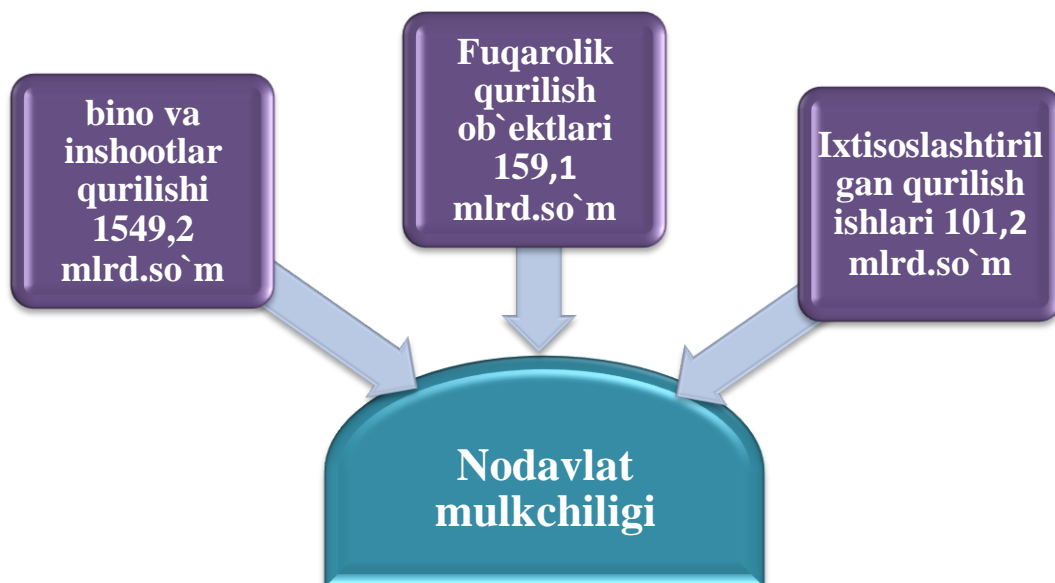 bino va
inshootlar
qurilishi
1549,2
mlrd.so`m
Fuqarolik
qurilish
ob`ektlari
159,1
mlrd.so`m
Ixtisoslashtiril
gan qurilish
ishlari 101,2
mlrd.so`m
Nodavlat
mulkchiligi